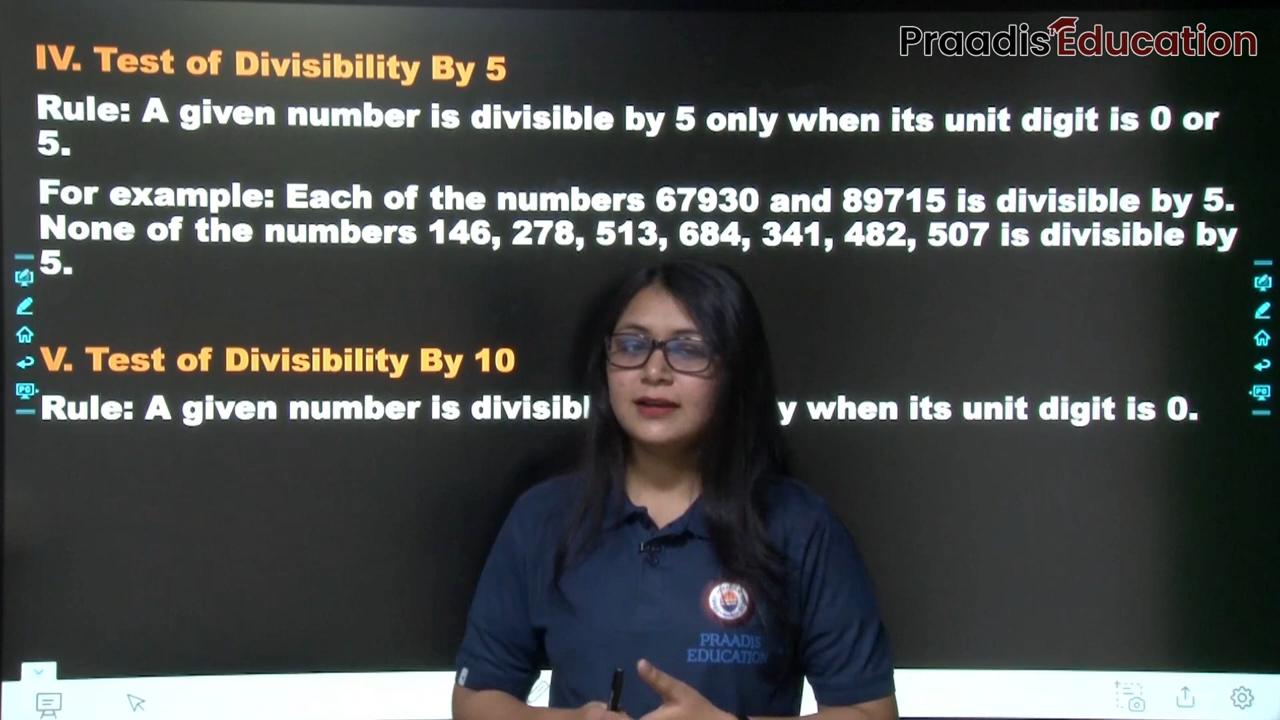 Praadis Education
IV. Test of Divisibility By 5
Rule: A given number is divisible by 5 only when its unit digit is 0 or
5.
For example: Each of the numbers 67930 and 89715 is divisible by 5.
None of the numbers 146, 278, 513, 684, 341, 482, 507 is divisible by
5.
V. Test of Divisibility By 10
Rule: A given number is when its unit digit is 0.
PRAADIS
EDUCATION